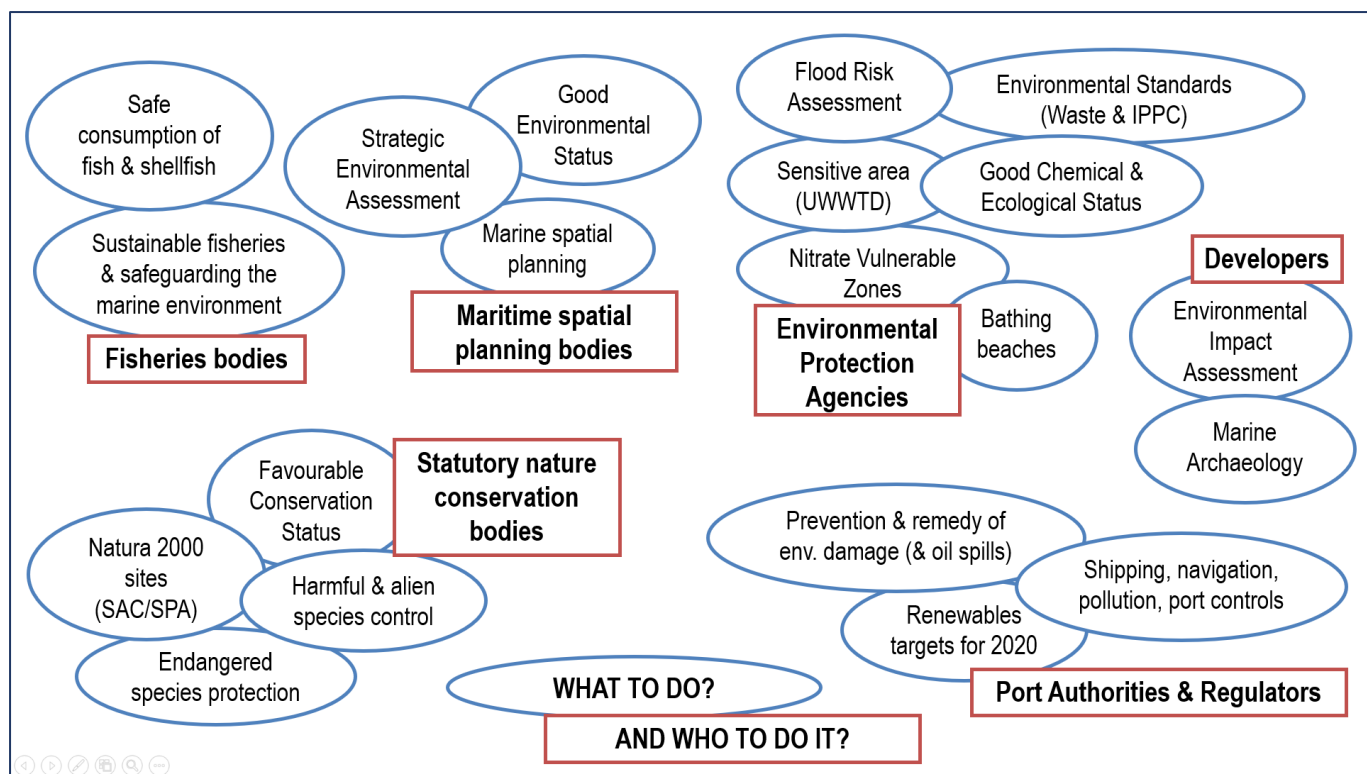 Safe
consumption of
fish & shellfish
Sustainable fisheries
& safeguarding the
marine environment
Fisheries bodies
Good
Environmental
Status
Strategic
Environmental
Assessment
Marine spatial
planning
Maritime spatial
planning bodies
Flood Risk
Assessment
Environmental Standards
(Waste & IPPC)
Sensitive area
(UWWTD)
Good Chemical &
Ecological Status
Nitrate Vulnerable
Zones
Bathing
beaches
Environmental
Protection
Agencies
Developers
Environmental
Impact
Assessment
Marine
Archaeology
Favourable
Conservation
Status
Statutory nature
conservation
bodies
Natura 2000
sites
(SAC/SPA)
Harmful & alien
species control
Endangered
species protection
Prevention & remedy of
env. damage (& oil spills)
Shipping, navigation,
pollution, port controls
Renewables
targets for 2020
Port Authorities & Regulators
WHAT TO DO?
AND WHO TO DO IT?